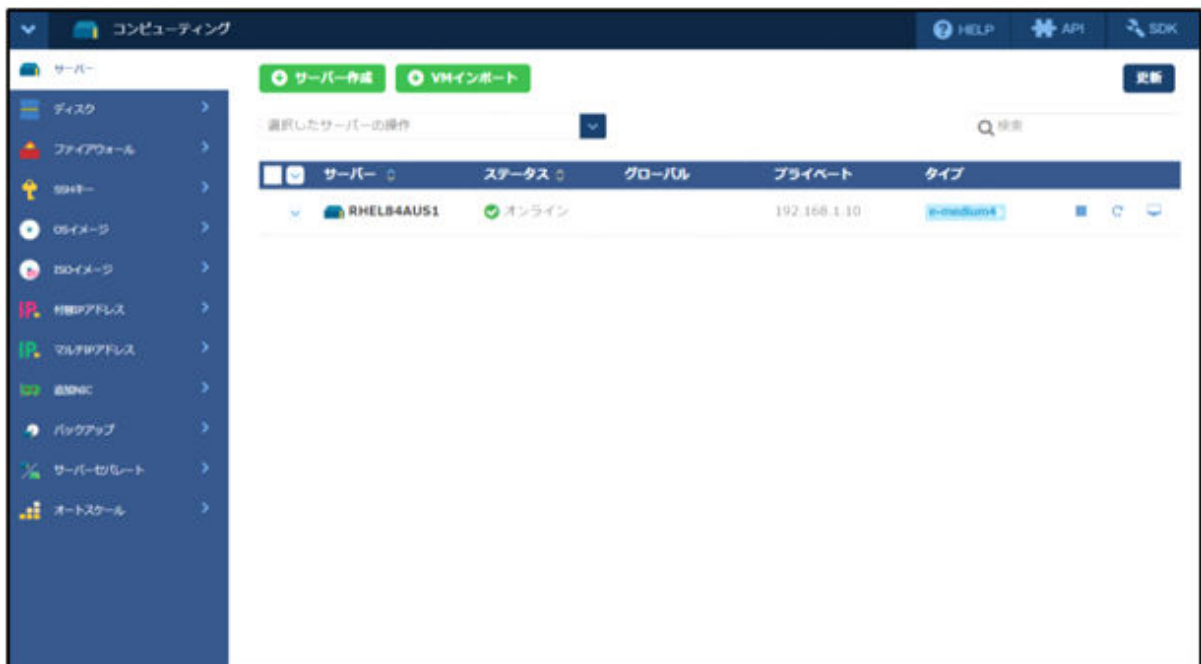 コンピューティング
HELP
API
SDK
サーバー
ディスク
ファイアウォール
SSHキー
OSイメージ
ISOイメージ
付替IPアドレス
マルチIPアドレス
追加NIC
バックアップ
サーバーセパレート
オートスケール
サーバー作成
VMインポート
更新
選択したサーバーの操作
検索
サーバー ステータス グローバル プライベート タイプ
RHEL84AUS1 オンライン 192.168.1.10 e-medium4